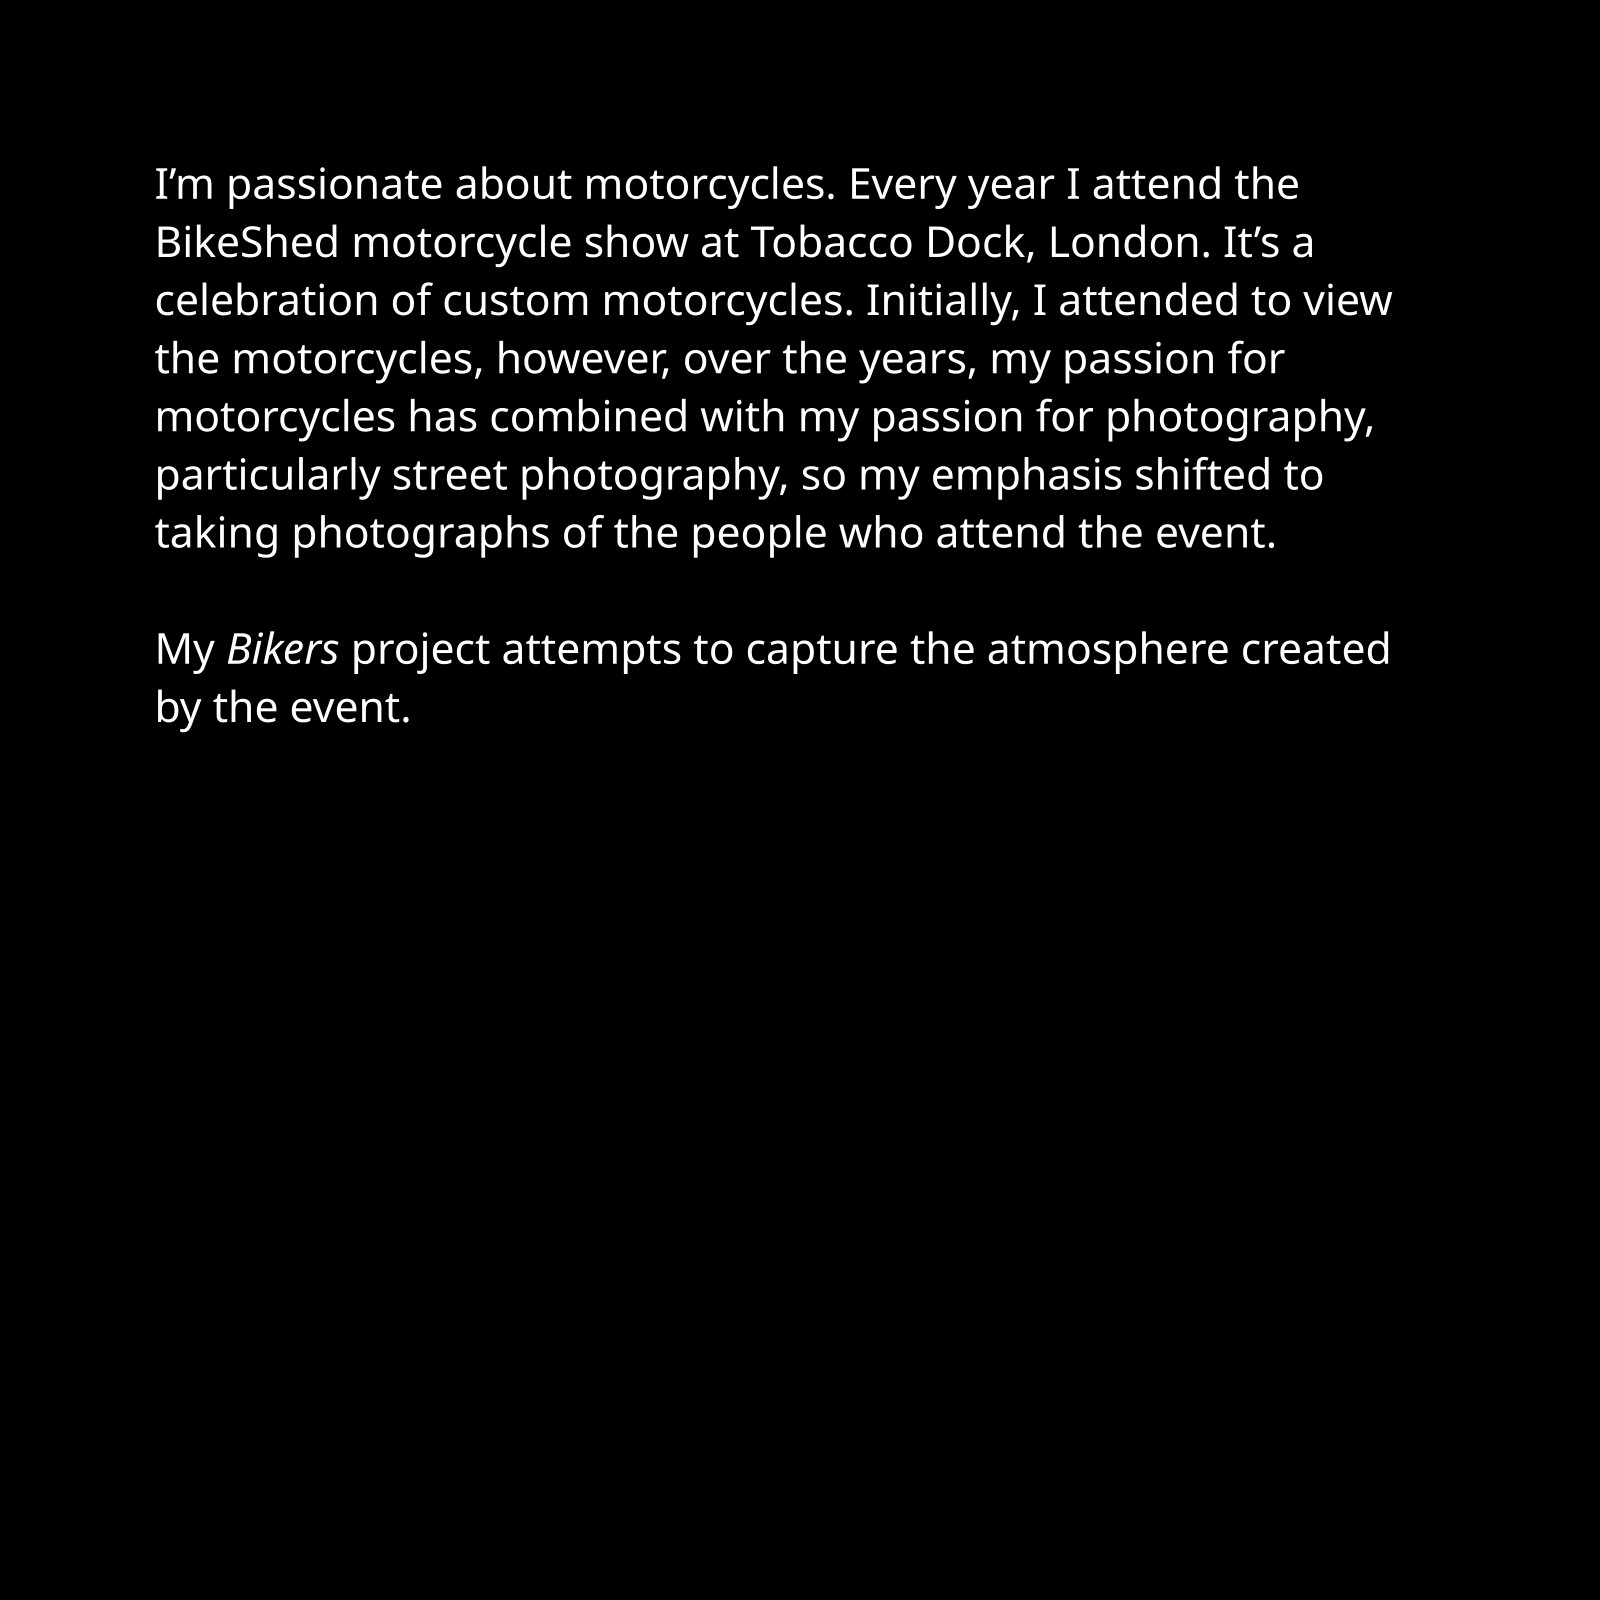 I’m passionate about motorcycles. Every year I attend the
BikeShed motorcycle show at Tobacco Dock, London. It’s a
celebration of custom motorcycles. Initially, I attended to view
the motorcycles, however, over the years, my passion for
motorcycles has combined with my passion for photography,
particularly street photography, so my emphasis shifted to
taking photographs of the people who attend the event.

My Bikers project attempts to capture the atmosphere created
by the event.